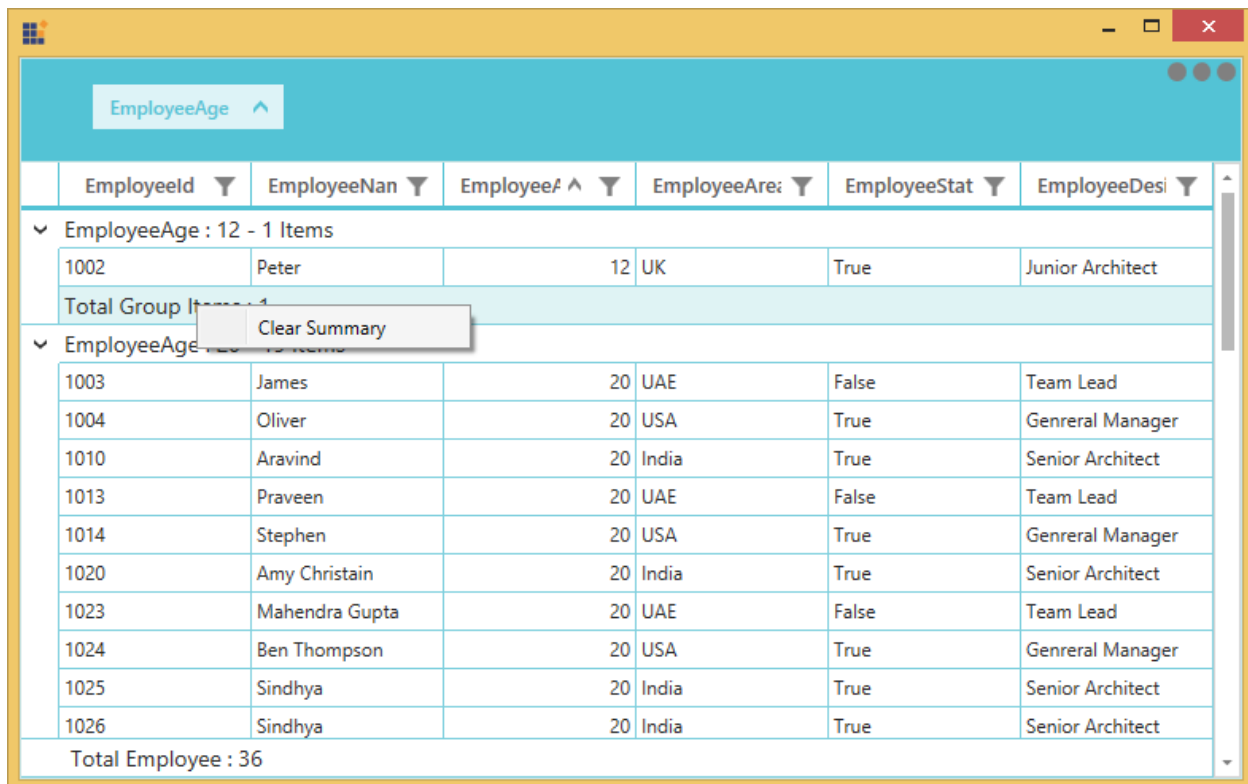 EmployeeAge
EmployeeId EmployeeNan EmployeeA EmployeeArea EmployeeStat EmployeeDesi
EmployeeAge : 12 - 1 Items
1002 Peter 12 UK True Junior Architect
Total Group
Clear Summary
EmployeeAge
1003 James 20 UAE False Team Lead
1004 Oliver 20 USA True Genreral Manager
1010 Aravind 20 India True Senior Architect
1013 Praveen 20 UAE False Team Lead
1014 Stephen 20 USA True Genreral Manager
1020 Amy Christain 20 India True Senior Architect
1023 Mahendra Gupta 20 UAE False Team Lead
1024 Ben Thompson 20 USA True Genreral Manager
1025 Sindhya 20 India True Senior Architect
1026 Sindhya 20 India True Senior Architect
Total Employee : 36